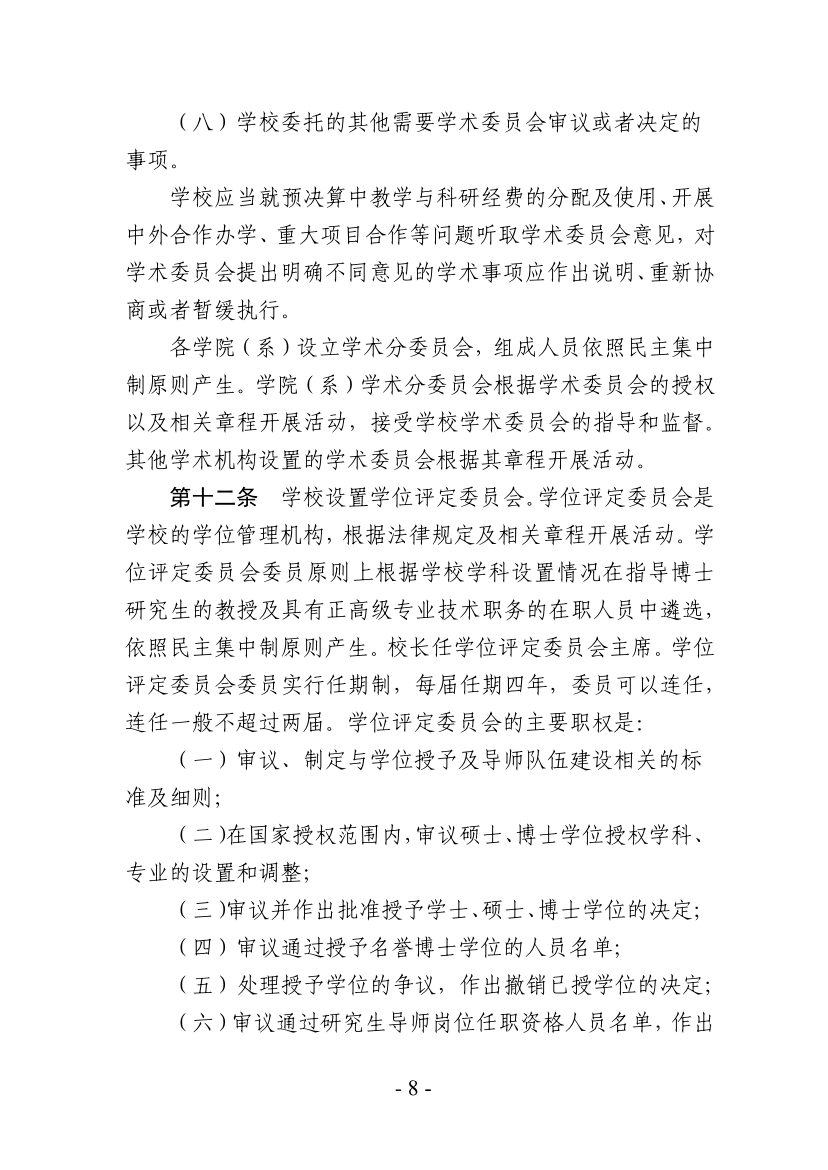 （八）学校委托的其他需要学术委员会审议或者决定的
事项。
学校应当就预决算中教学与科研经费的分配及使用、开展
中外合作办学、重大项目合作等问题听取学术委员会意见，对
学术委员会提出明确不同意见的学术事项应作出说明、重新协
商或者暂缓执行。
各学院（系）设立学术分委员会，组成人员依照民主集中
制原则产生。学院（系）学术分委员会根据学术委员会的授权
以及相关章程开展活动，接受学校学术委员会的指导和监督。
其他学术机构设置的学术委员会根据其章程开展活动。
第十二条　学校设置学位评定委员会。学位评定委员会是
学校的学位管理机构，根据法律规定及相关章程开展活动。学
位评定委员会委员原则上根据学校学科设置情况在指导博士
研究生的教授及具有正高级专业技术职务的在职人员中遴选，
依照民主集中制原则产生。校长任学位评定委员会主席。学位
评定委员会委员实行任期制，每届任期四年，委员可以连任，
连任一般不超过两届。学位评定委员会的主要职权是：
（一）审议、制定与学位授予及导师队伍建设相关的标
准及细则；
（二）在国家授权范围内，审议硕士、博士学位授权学科、
专业的设置和调整；
（三）审议并作出批准授予学士、硕士、博士学位的决定；
（四）审议通过授予名誉博士学位的人员名单；
（五）处理授予学位的争议，作出撤销已授学位的决定；
（六）审议通过研究生导师岗位任职资格人员名单，作出
- 8 -